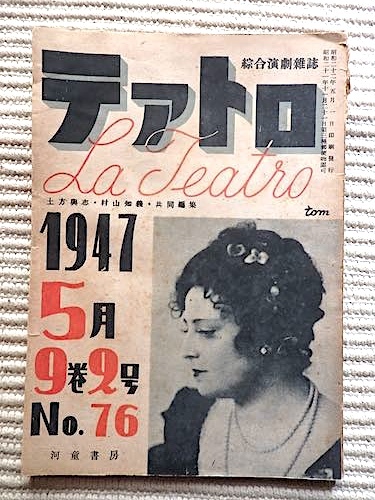 綜合演劇雑誌
テアトロ
La Teatro
土方與志・村山知義・共同編集
tom
1947
5月
9巻2号
No. 76
河童書房